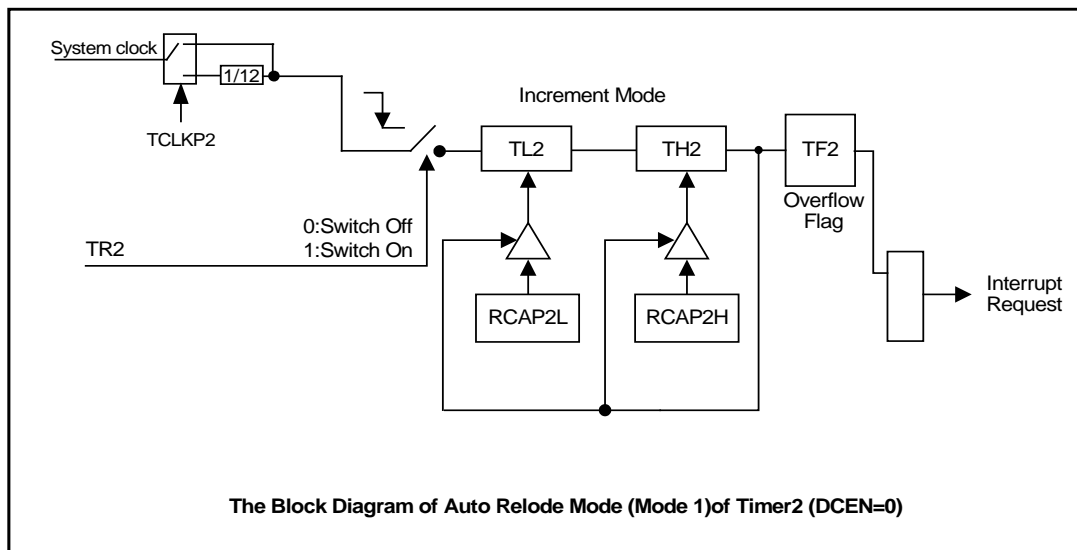 System clock
1/12
TCLKP2
Increment Mode
TL2
TH2
TF2
Overflow
Flag
0:Switch Off
1:Switch On
TR2
RCAP2L
RCAP2H
Interrupt
Request
The Block Diagram of Auto Relode Mode (Mode 1)of Timer2 (DCEN=0)